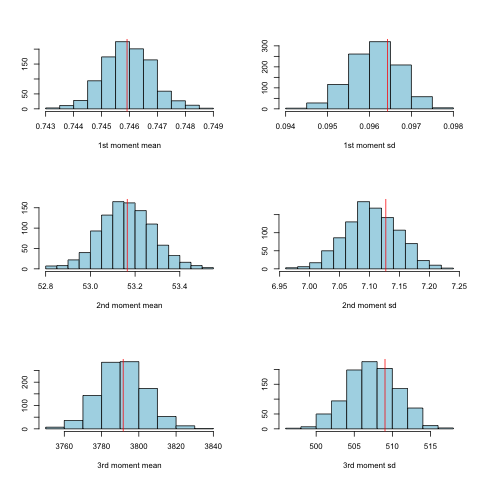 0 50 150
0.743 0.744 0.745 0.746 0.747 0.748 0.749
1st moment mean
0 100 200 300
0.094 0.095 0.096 0.097 0.098
1st moment sd
0 50 100 150
52.8 53.0 53.2 53.4
2nd moment mean
0 50 100
6.95 7.00 7.05 7.10 7.15 7.20 7.25
2nd moment sd
0 50 100 200
3760 3780 3800 3820 3840
3rd moment mean
0 50 150
500 505 510 515
3rd moment sd